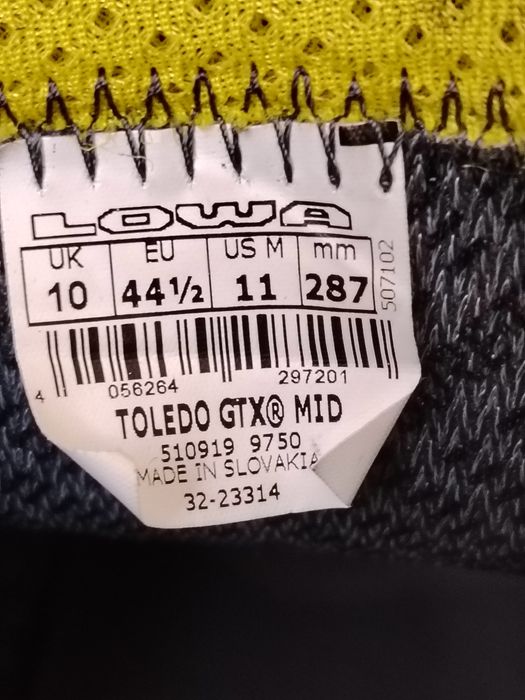 LOWA
UK EU US M mm
10 44½ 11 287
507102
4 056264 297201
TOLEDO GTX® MID
510919 9750
MADE IN SLOVAKIA
32-23314